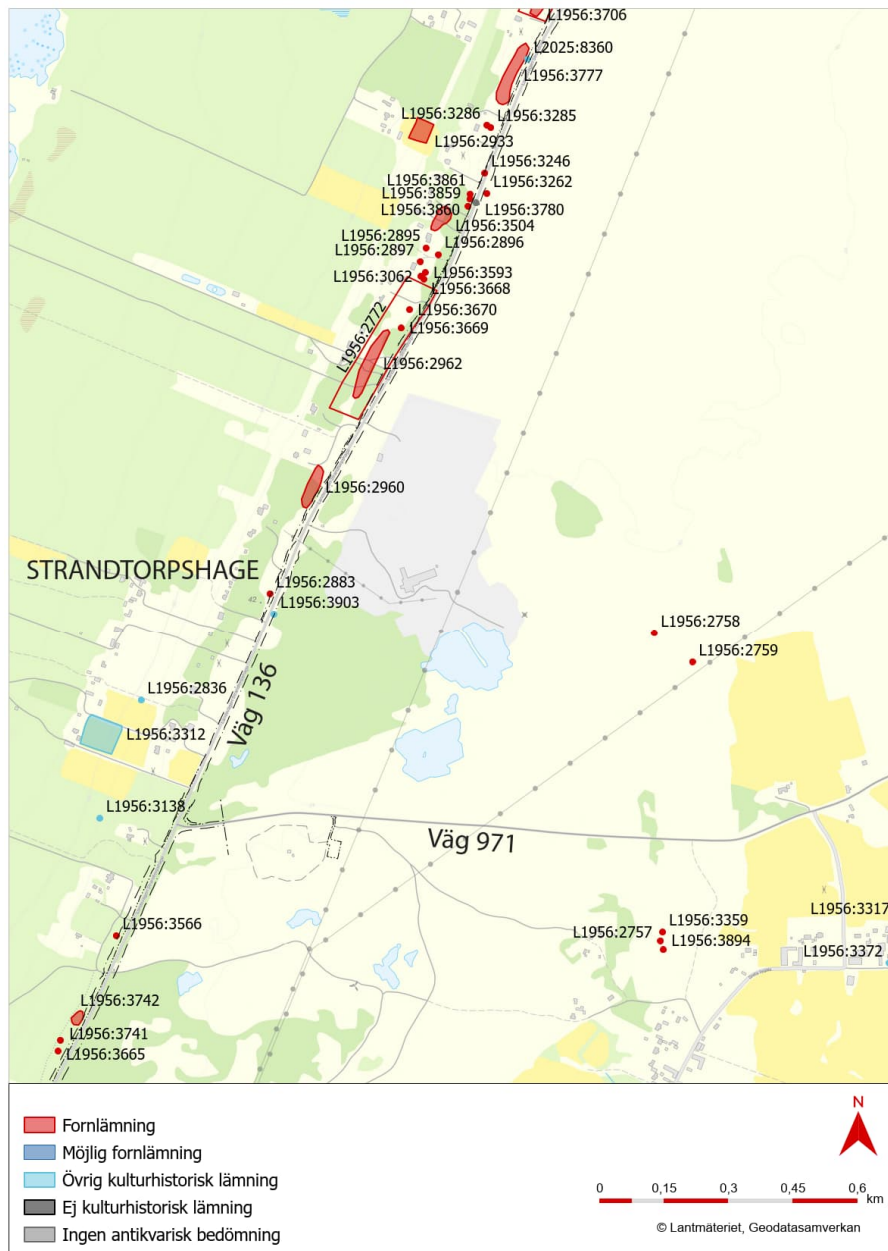 L1956:3706
L2025:8360
L1956:3777
L1956:3286
L1956:3285
L1956:2933
L1956:3246
L1956:3861
L1956:3262
L1956:3859
L1956:3860
L1956:3780
L1956:3504
L1956:2895
L1956:2896
L1956:2897
L1956:3593
L1956:3062
L1956:3668
L1956:3670
L1956:2772
L1956:3669
L1956:2962
L1956:2960
STRANDTORPSHAGE
L1956:2883
42
L1956:3903
L1956:2758
L1956:2759
L1956:2836
Väg 136
L1956:3312
L1956:3138
Väg 971
L1956:3317
L1956:3566
L1956:3359
L1956:2757
L1956:3894
L1956:3372
L1956:3742
L1956:3741
L1956:3665
Fornlämning
Möjlig fornlämning
Övrig kulturhistorisk lämning
Ej kulturhistorisk lämning
Ingen antikvarisk bedömning
N
0 0,15 0,3 0,45 0,6
km
© Lantmäteriet, Geodatasamverkan